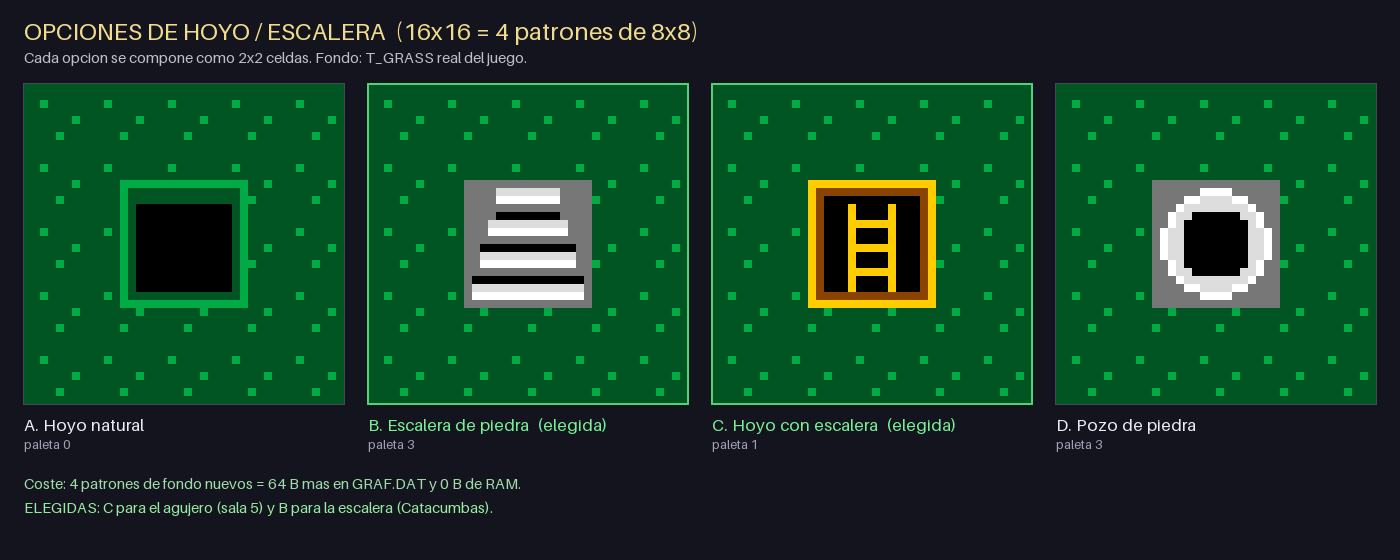 OPCIONES DE HOYO / ESCALERA (16x16 = 4 patrones de 8x8)
Cada opcion se compone como 2x2 celdas. Fondo: T_GRASS real del juego.
A. Hoyo natural
paleta 0
B. Escalera de piedra (elegida)
paleta 3
C. Hoyo con escalera (elegida)
paleta 1
D. Pozo de piedra
paleta 3
Coste: 4 patrones de fondo nuevos = 64 B mas en GRAF.DAT y 0 B de RAM.
ELEGIDAS: C para el agujero (sala 5) y B para la escalera (Catacumbas).